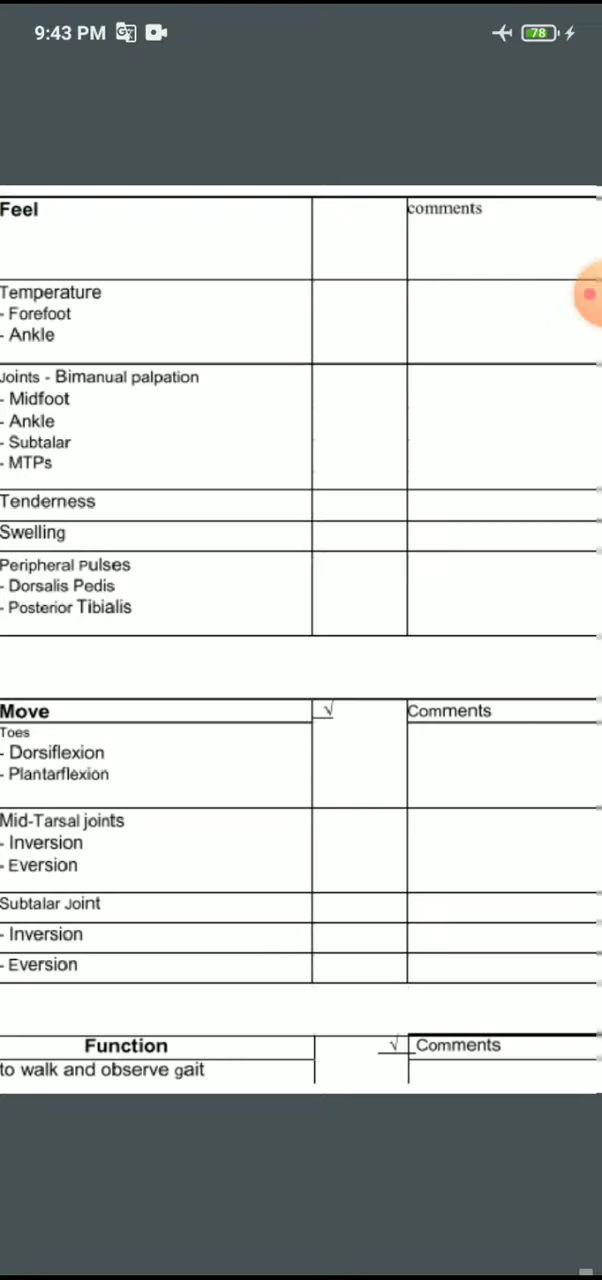 9:43 PM 78
Feel comments
Temperature
- Forefoot
- Ankle
Joints - Bimanual palpation
- Midfoot
- Ankle
- Subtalar
- MTPs
Tenderness
Swelling
Peripheral Pulses
- Dorsalis Pedis
- Posterior Tibialis
Move √ Comments
Toes
- Dorsiflexion
- Plantarflexion
Mid-Tarsal joints
- Inversion
- Eversion
Subtalar Joint
- Inversion
- Eversion
Function √ Comments
to walk and observe gait